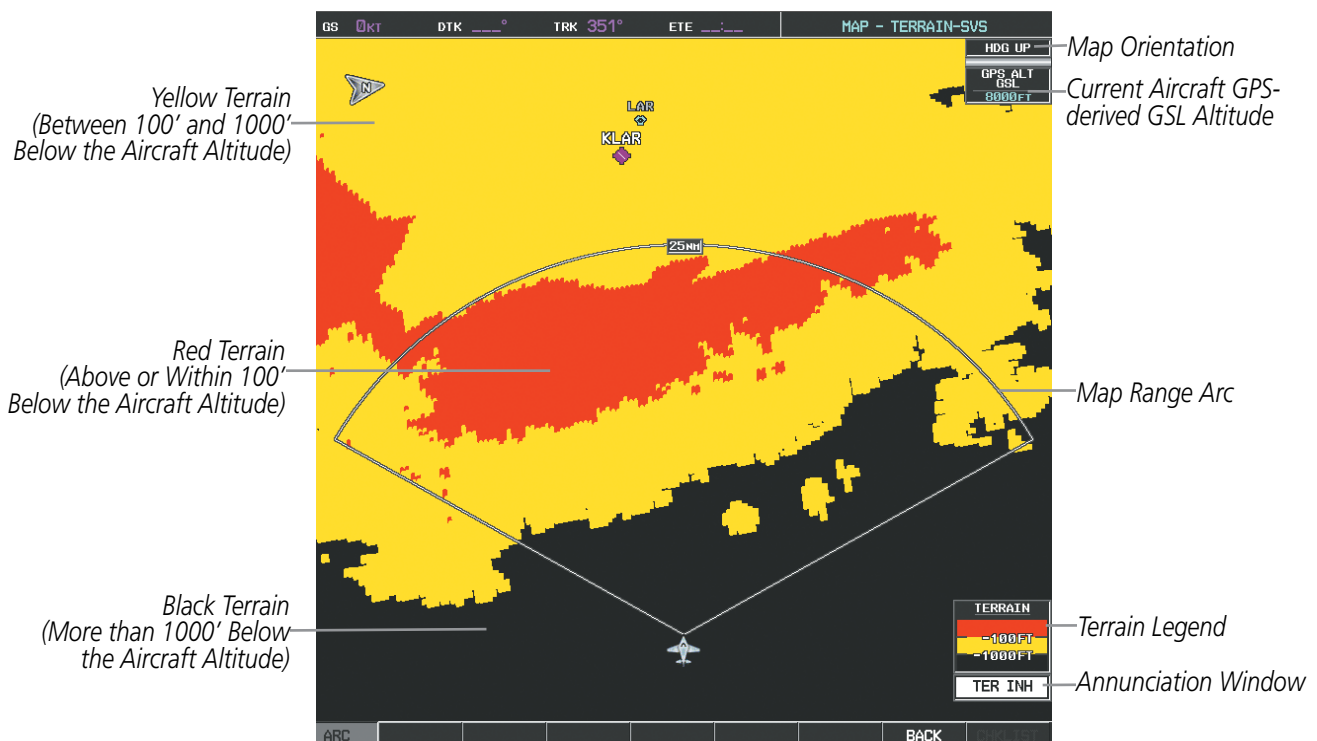 GS 0KT DTK ___° TRK 351° ETE __:__ MAP - TERRAIN-SVS
HDG UP
GPS ALT
GSL
8000FT
Map Orientation
Current Aircraft GPS-
derived GSL Altitude
Yellow Terrain
(Between 100' and 1000'
Below the Aircraft Altitude)
N
LAR
KLAR
25NM
Red Terrain
(Above or Within 100'
Below the Aircraft Altitude)
Map Range Arc
Black Terrain
(More than 1000' Below
the Aircraft Altitude)
TERRAIN
-100FT
-1000FT
Terrain Legend
TER INH
Annunciation Window
ARC BACK CHKLIST